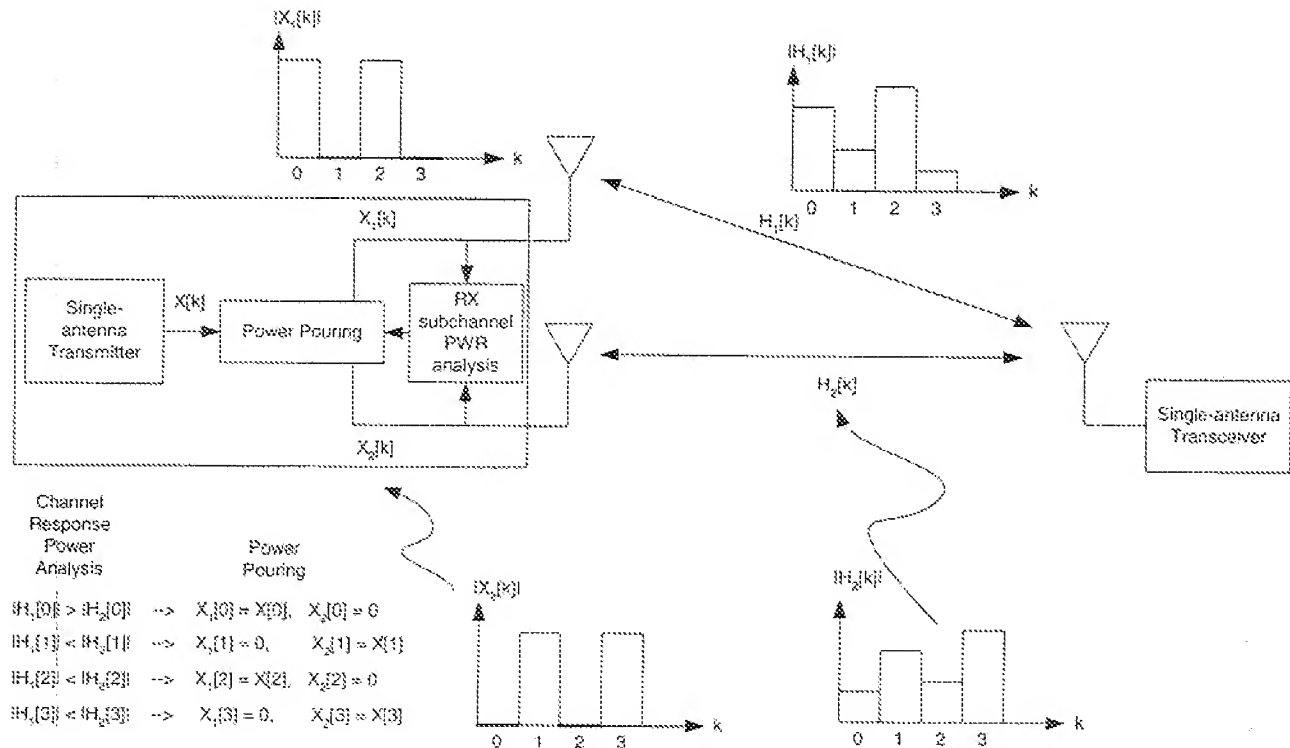 |X₁[k]|
k
0 1 2 3
|H₁[k]|
k
0 1 2 3
X₁[k]
H₁[k]
Single-antenna Transmitter
X[k]
Power Pouring
RX subchannel PWR analysis
X₂[k]
H₂[k]
Single-antenna Transceiver
Channel Response Power Analysis
Power Pouring
|H₁[0]| > |H₂[0]| --> X₁[0] = X[0], X₂[0] = 0
|H₁[1]| < |H₂[1]| --> X₁[1] = 0, X₂[1] = X[1]
|H₁[2]| < |H₂[2]| --> X₁[2] = X[2], X₂[2] = 0
|H₁[3]| < |H₂[3]| --> X₁[3] = 0, X₂[3] = X[3]
|X₂[k]|
k
0 1 2 3
|H₂[k]|
k
0 1 2 3